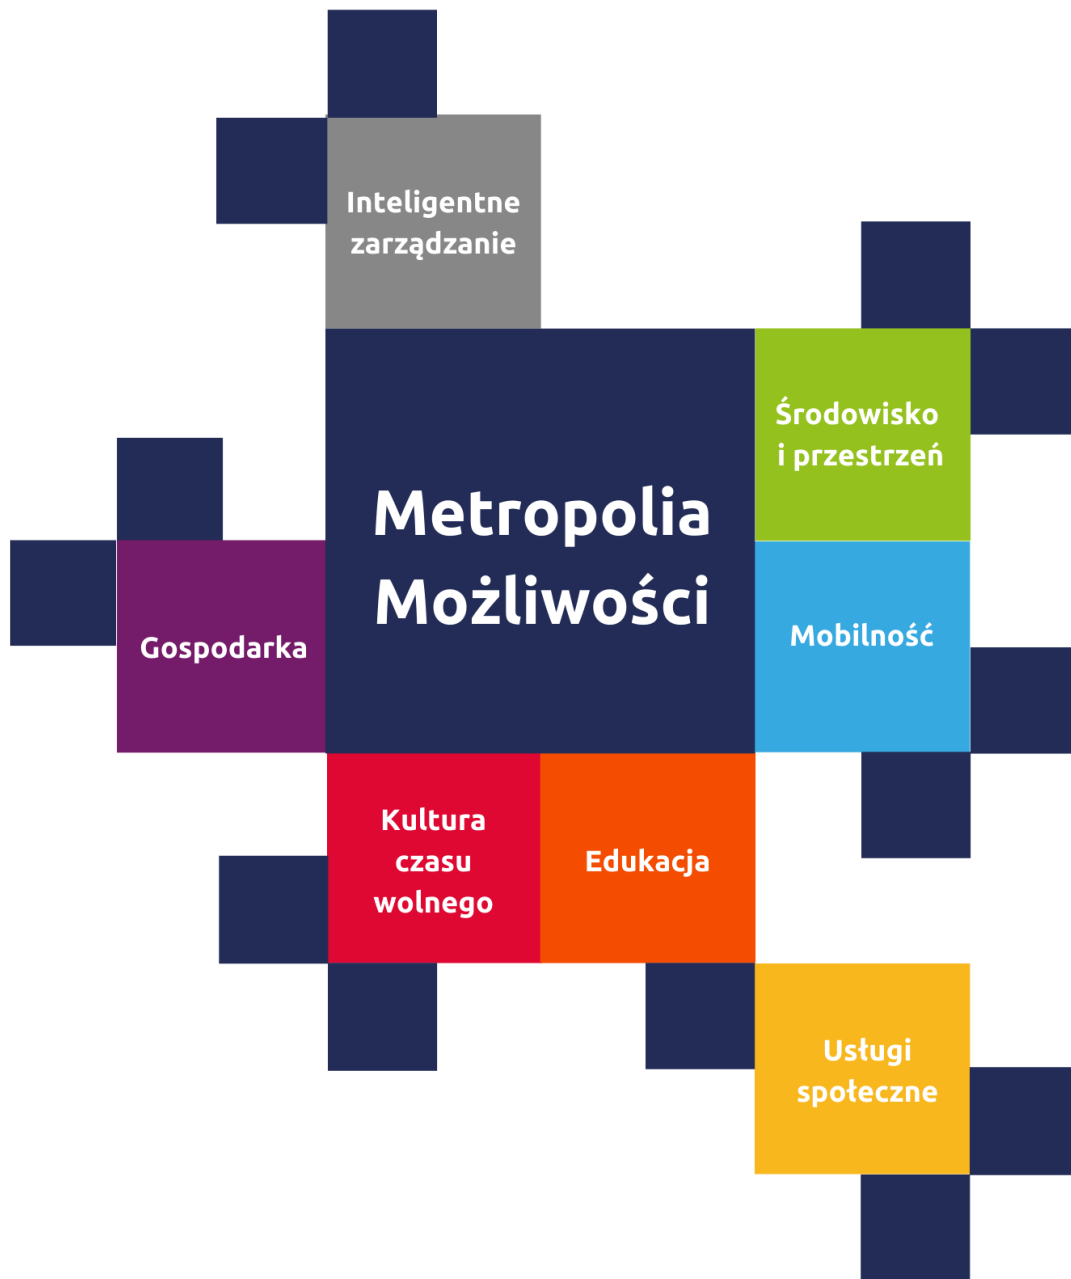 Inteligentne
zarządzanie
Środowisko
i przestrzeń
Metropolia
Możliwości
Gospodarka
Mobilność
Kultura
czasu
wolnego
Edukacja
Usługi
społeczne